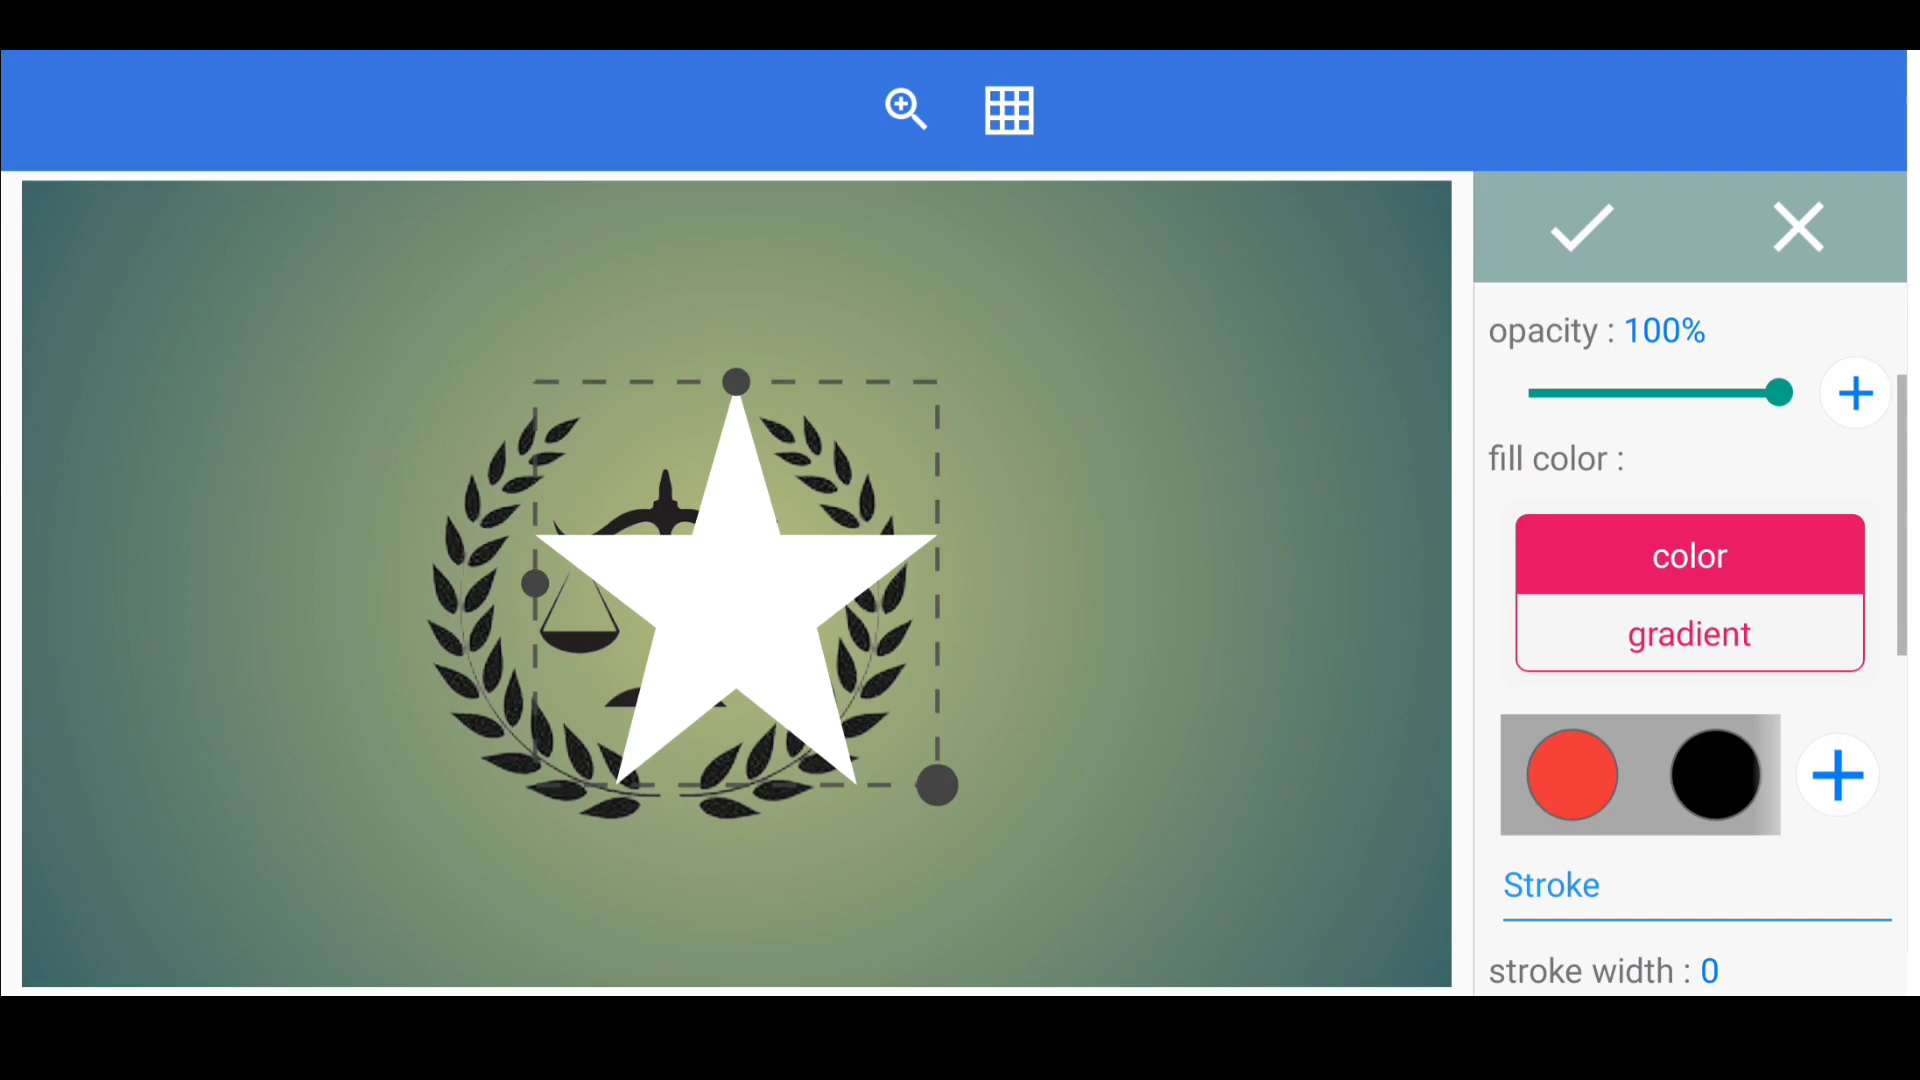 opacity : 100%
fill color :
color
gradient
Stroke
stroke width : 0